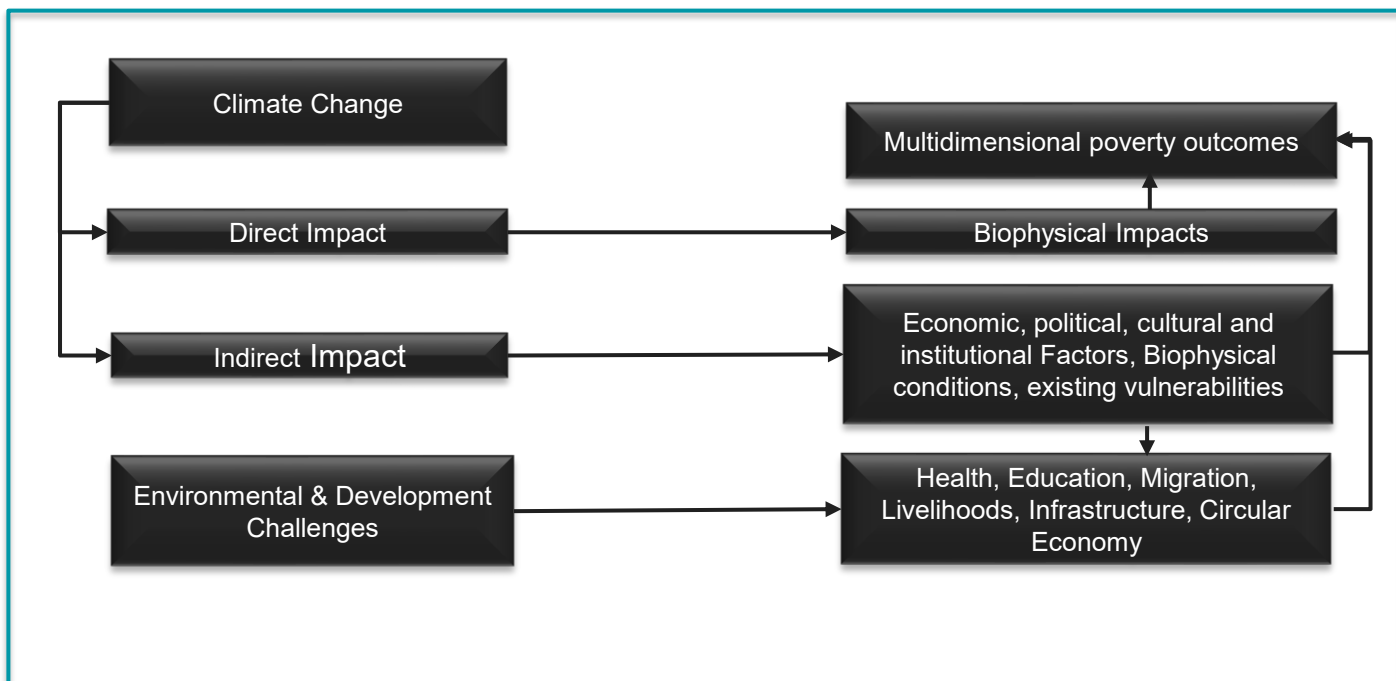 Climate Change
Multidimensional poverty outcomes
Direct Impact
Biophysical Impacts
Indirect Impact
Economic, political, cultural and
institutional Factors, Biophysical
conditions, existing vulnerabilities
Environmental & Development
Challenges
Health, Education, Migration,
Livelihoods, Infrastructure, Circular
Economy